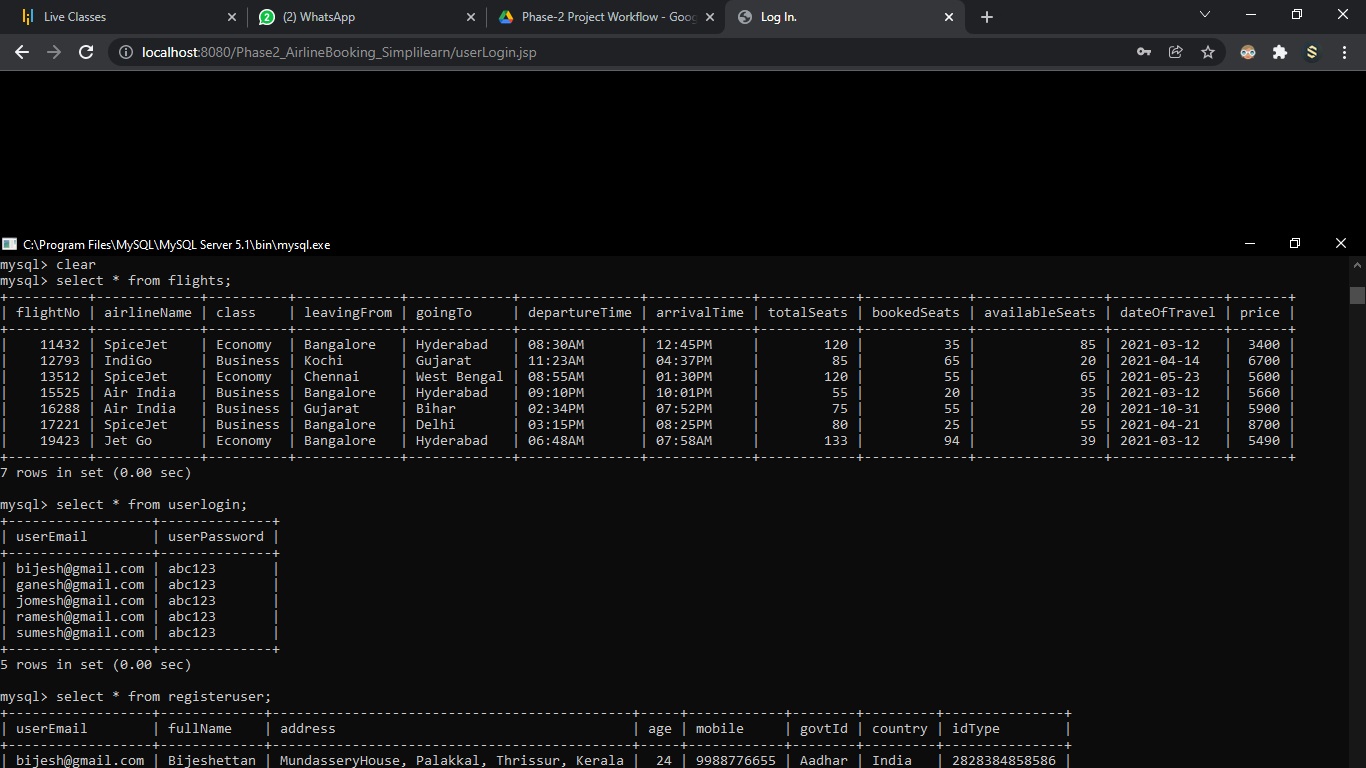 Live Classes
2 (2) WhatsApp
Phase-2 Project Workflow - Goog
Log In.
localhost:8080/Phase2_AirlineBooking_Simplilearn/userLogin.jsp
C:\Program Files\MySQL\MySQL Server 5.1\bin\mysql.exe
mysql> clear
mysql> select * from flights;
+----------+-------------+----------+-------------+-------------+---------------+-------------+------------+-------------+----------------+--------------+-------+
| flightNo | airlineName | class    | leavingFrom | goingTo     | departureTime | arrivalTime | totalSeats | bookedSeats | availableSeats | dateOfTravel | price |
+----------+-------------+----------+-------------+-------------+---------------+-------------+------------+-------------+----------------+--------------+-------+
|    11432 | SpiceJet    | Economy  | Bangalore   | Hyderabad   | 08:30AM       | 12:45PM     |        120 |          35 |             85 | 2021-03-12   |  3400 |
|    12793 | IndiGo      | Business | Kochi       | Gujarat     | 11:23AM       | 04:37PM     |         85 |          65 |             20 | 2021-04-14   |  6700 |
|    13512 | SpiceJet    | Economy  | Chennai     | West Bengal | 08:55AM       | 01:30PM     |        120 |          55 |             65 | 2021-05-23   |  5600 |
|    15525 | Air India   | Business | Bangalore   | Hyderabad   | 09:10PM       | 10:01PM     |         55 |          20 |             35 | 2021-03-12   |  5660 |
|    16288 | Air India   | Business | Gujarat     | Bihar       | 02:34PM       | 07:52PM     |         75 |          55 |             20 | 2021-10-31   |  5900 |
|    17221 | SpiceJet    | Business | Bangalore   | Delhi       | 03:15PM       | 08:25PM     |         80 |          25 |             55 | 2021-04-21   |  8700 |
|    19423 | Jet Go      | Economy  | Bangalore   | Hyderabad   | 06:48AM       | 07:58AM     |        133 |          94 |             39 | 2021-03-12   |  5490 |
+----------+-------------+----------+-------------+-------------+---------------+-------------+------------+-------------+----------------+--------------+-------+
7 rows in set (0.00 sec)
mysql> select * from userlogin;
+------------------+--------------+
| userEmail        | userPassword |
+------------------+--------------+
| bijesh@gmail.com | abc123       |
| ganesh@gmail.com | abc123       |
| jomesh@gmail.com | abc123       |
| ramesh@gmail.com | abc123       |
| sumesh@gmail.com | abc123       |
+------------------+--------------+
5 rows in set (0.00 sec)
mysql> select * from registeruser;
+------------------+-------------+---------------------------------------------+-----+------------+--------+---------+---------------+
| userEmail        | fullName    | address                                     | age | mobile     | govtId | country | idType        |
+------------------+-------------+---------------------------------------------+-----+------------+--------+---------+---------------+
| bijesh@gmail.com | Bijeshettan | MundasseryHouse, Palakkal, Thrissur, Kerala |  24 | 9988776655 | Aadhar | India   | 2828384858586 |